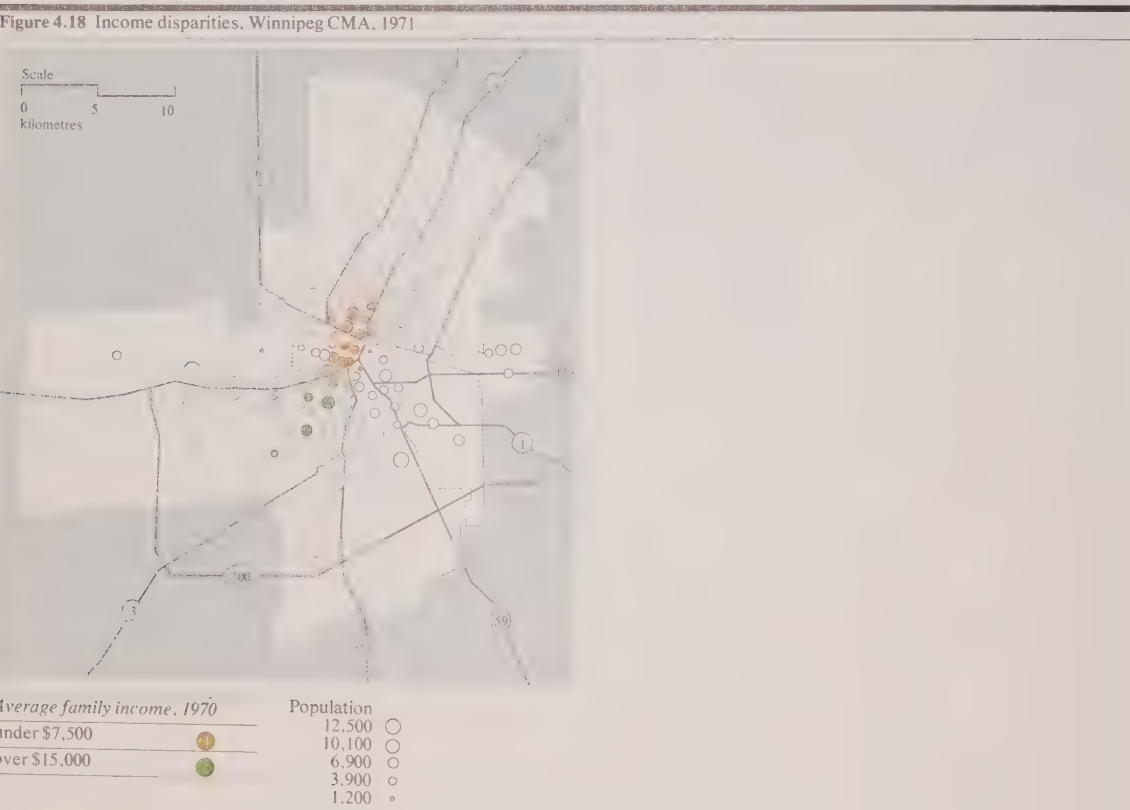 Figure 4.18 Income disparities, Winnipeg CMA, 1971
Scale
0 5 10
kilometres
1
100
3
59
Average family income, 1970
under $7,500
over $15,000
Population
12,500
10,100
6,900
3,900
1,200